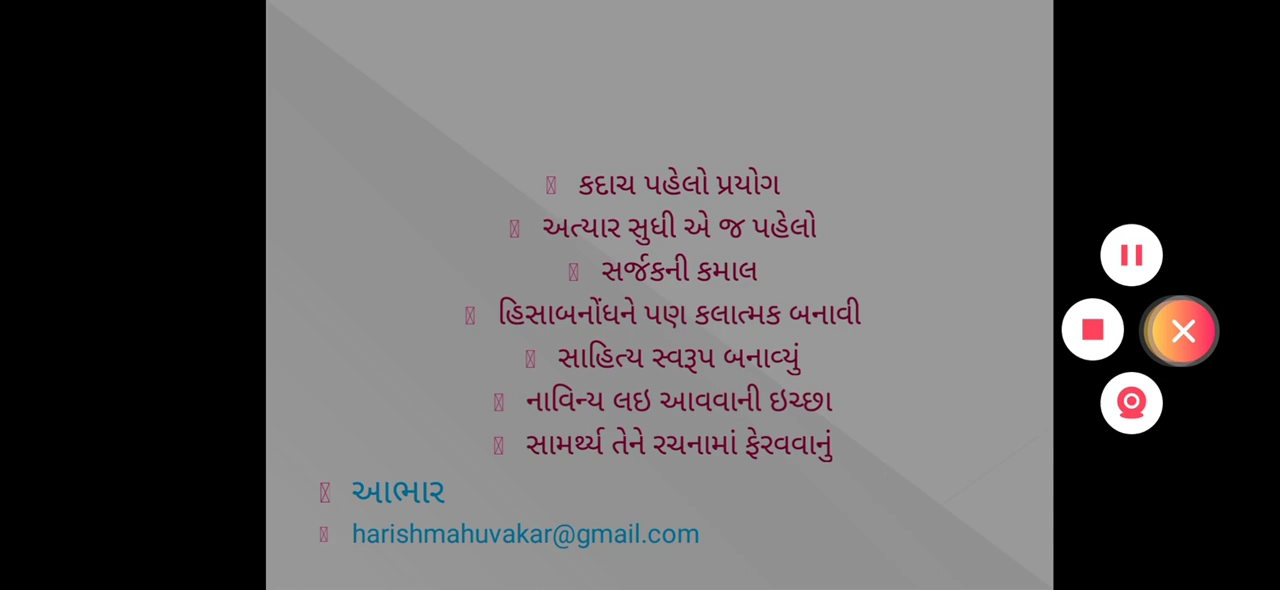 કદાચ પહેલો પ્રયોગ
અત્યાર સુધી એ જ પહેલો
સર્જકની કમાલ
હિસાબનોંધને પણ કલાત્મક બનાવી
સાહિત્ય સ્વરૂપ બનાવ્યું
નાવિન્ય લઇ આવવાની ઇચ્છા
સામર્થ્ય તેને રચનામાં ફેરવવાનું
આભાર
harishmahuvakar@gmail.com